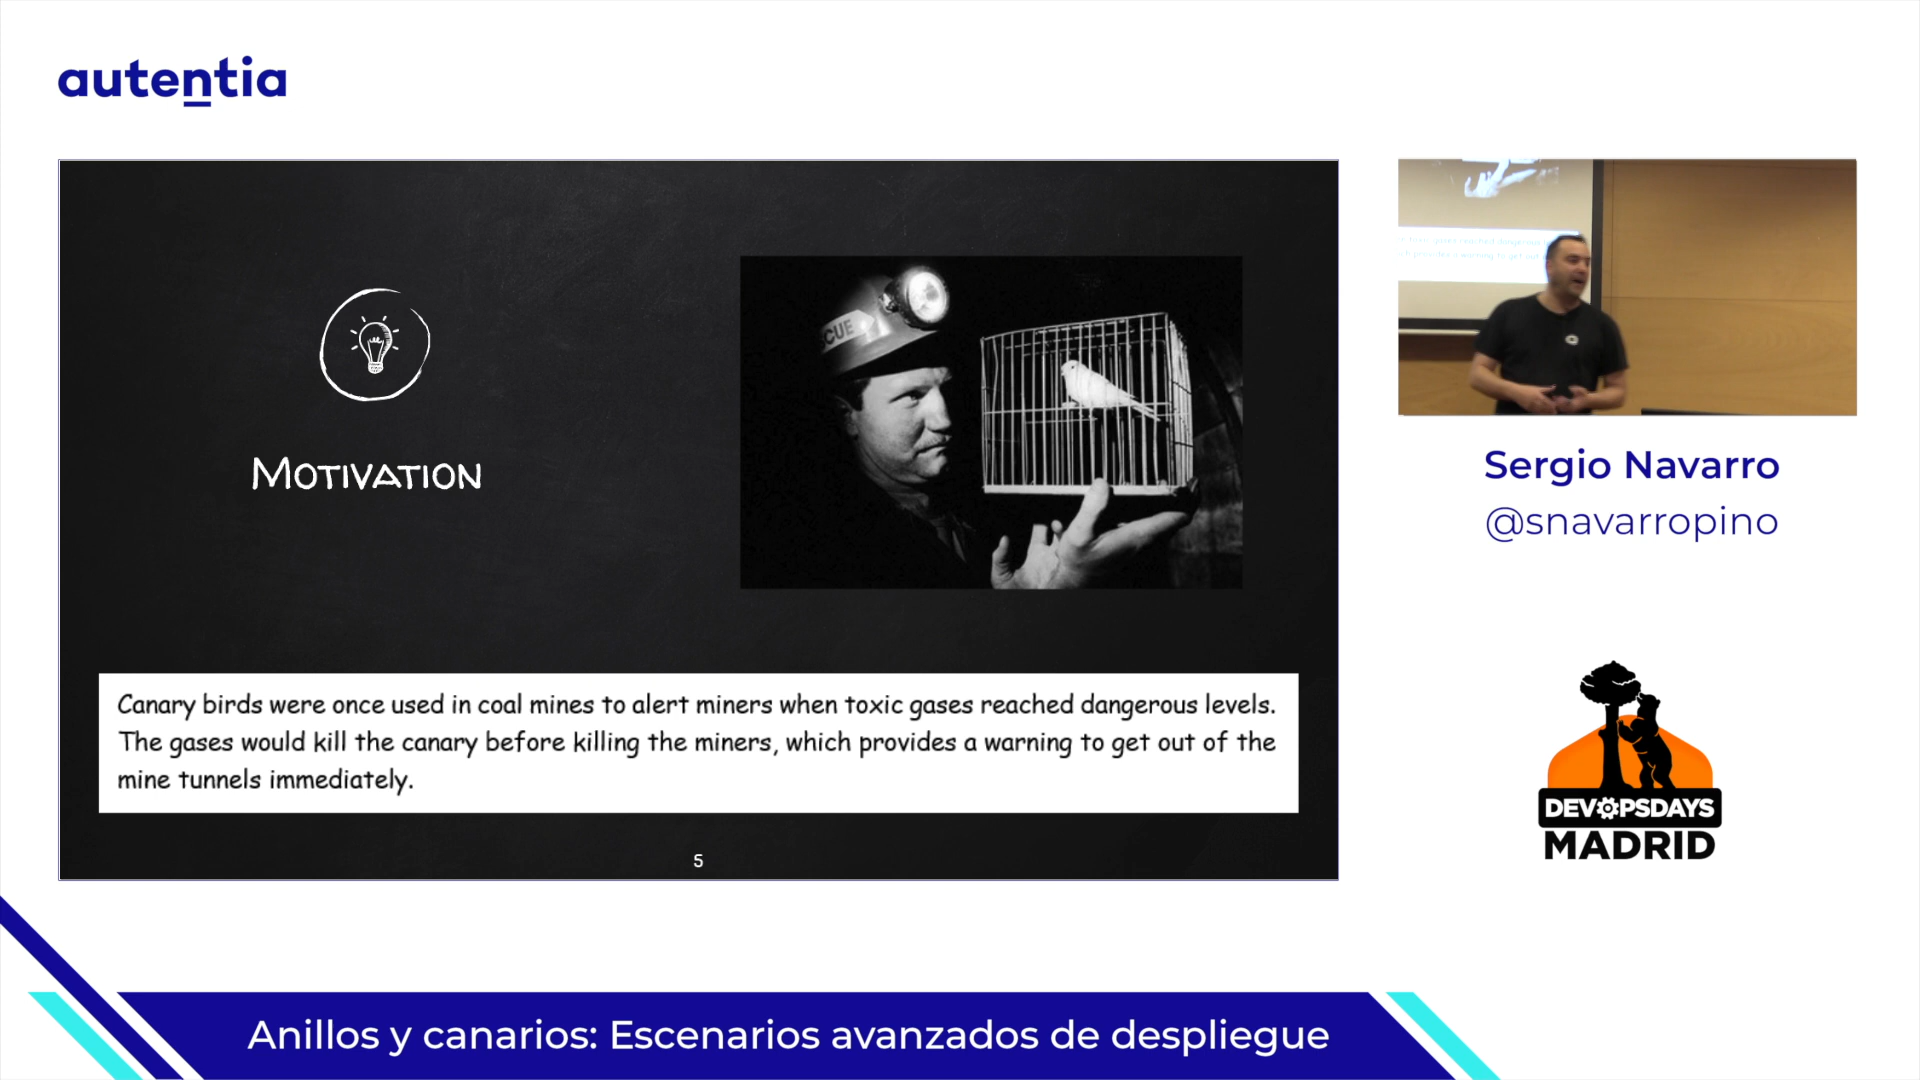 autentia
CUE
MOTIVATION
Canary birds were once used in coal mines to alert miners when toxic gases reached dangerous levels.
The gases would kill the canary before killing the miners, which provides a warning to get out of the
mine tunnels immediately.
5
Sergio Navarro
@snavarropino
DEVOPSDAYS
MADRID
Anillos y canarios: Escenarios avanzados de despliegue